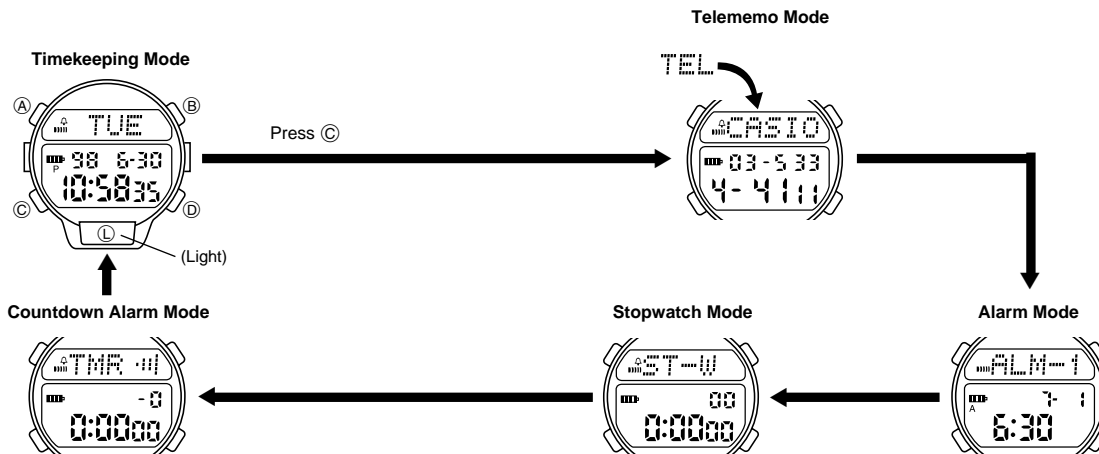 Telememo Mode
Timekeeping Mode
TEL
Ⓐ
Ⓑ
TUE
CASIO
Press Ⓒ
P
98 6-30
10:58 35
03-533
4-4111
Ⓒ
Ⓓ
Ⓛ
(Light)
Countdown Alarm Mode
Stopwatch Mode
Alarm Mode
TMR
ST-W
ALM-1
-0
00
A
7- 1
0:00 00
0:00 00
6:30